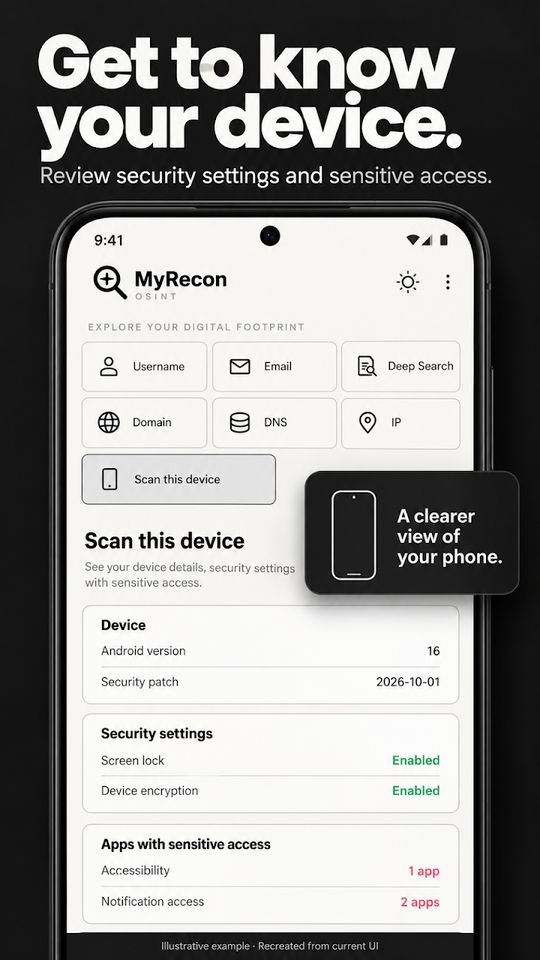 Get to know
your device.
Review security settings and sensitive access.
9:41
MyRecon
OSINT
EXPLORE YOUR DIGITAL FOOTPRINT
Username
Email
Deep Search
Domain
DNS
IP
Scan this device
A clearer
view of
your phone.
Scan this device
See your device details, security settings
with sensitive access.
Device
Android version 16
Security patch 2026-10-01
Security settings
Screen lock Enabled
Device encryption Enabled
Apps with sensitive access
Accessibility 1 app
Notification access 2 apps
Illustrative example · Recreated from current UI